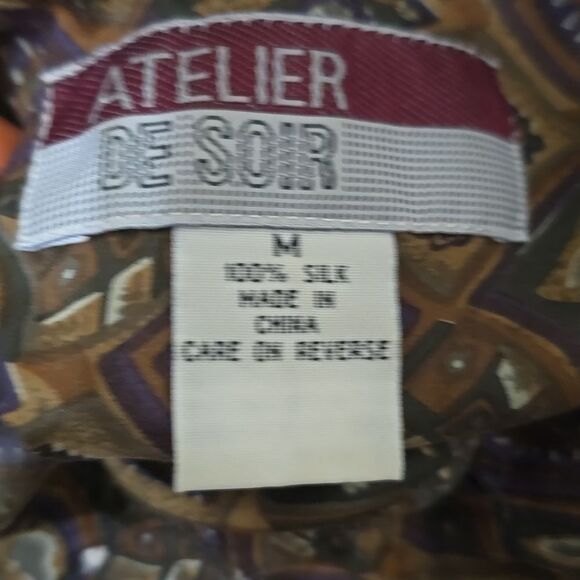 ATELIER
DE SOIR
M
100% SILK
MADE IN
CHINA
CARE ON REVERSE